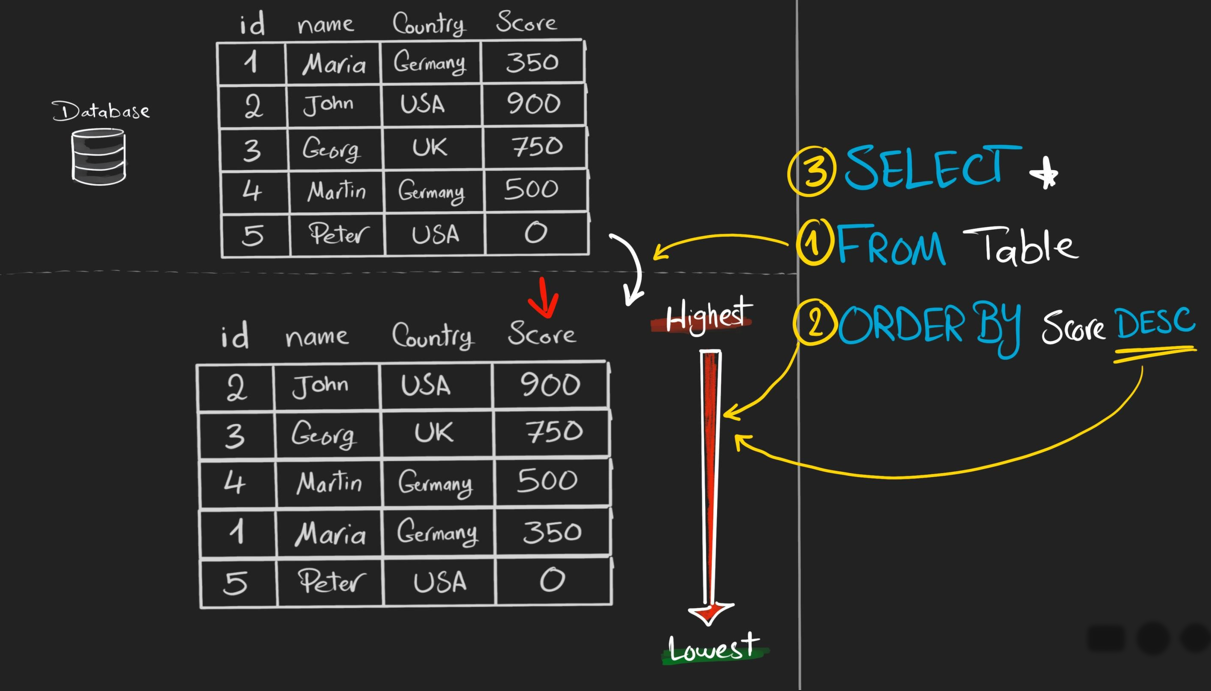 id name Country Score
1 Maria Germany 350
2 John USA 900
3 Georg UK 750
4 Martin Germany 500
5 Peter USA 0
Database
id name Country Score
2 John USA 900
3 Georg UK 750
4 Martin Germany 500
1 Maria Germany 350
5 Peter USA 0
Highest
Lowest
3 SELECT *
1 FROM Table
2 ORDER BY Score DESC